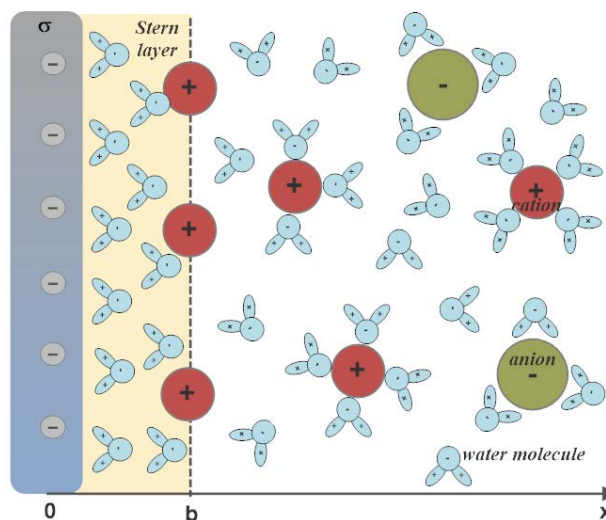 σ
Stern
layer
-
+
cation
anion
-
water molecule
0
b
x